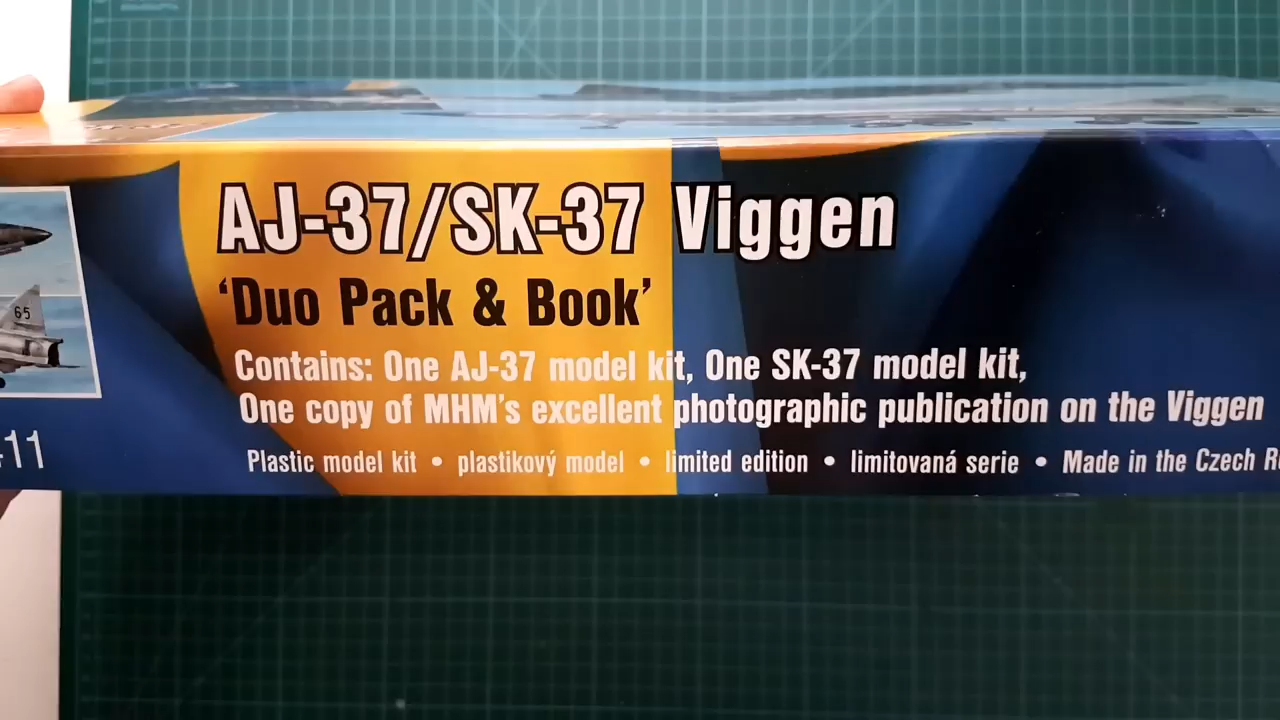 AJ-37/SK-37 Viggen
'Duo Pack & Book'
Contains: One AJ-37 model kit, One SK-37 model kit,
One copy of MHM's excellent photographic publication on the Viggen
Plastic model kit • plastikový model • limited edition • limitovaná serie • Made in the Czech
65
11